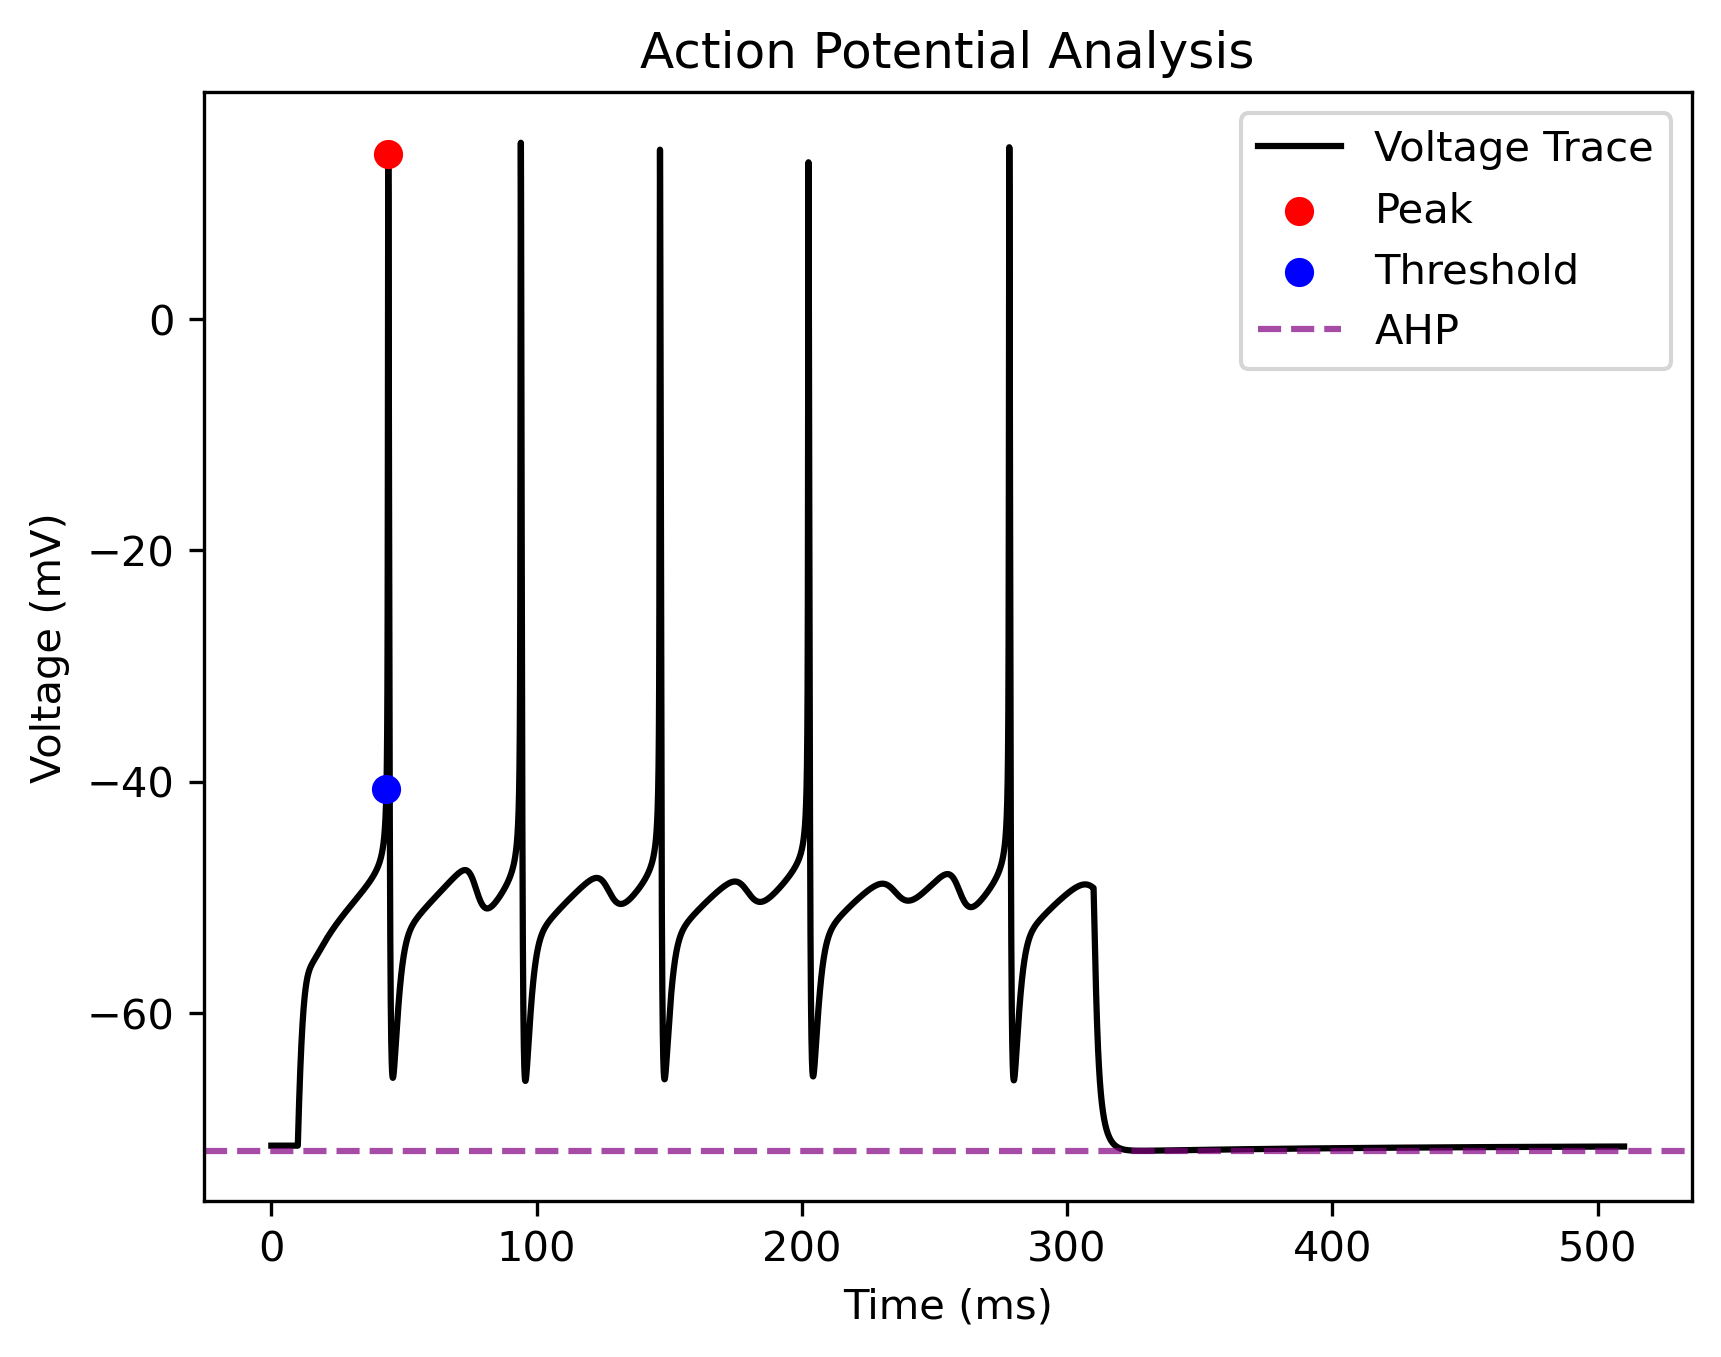 Action Potential Analysis
Voltage Trace
Peak
Threshold
AHP
Voltage (mV)
0
−20
−40
−60
0 100 200 300 400 500
Time (ms)